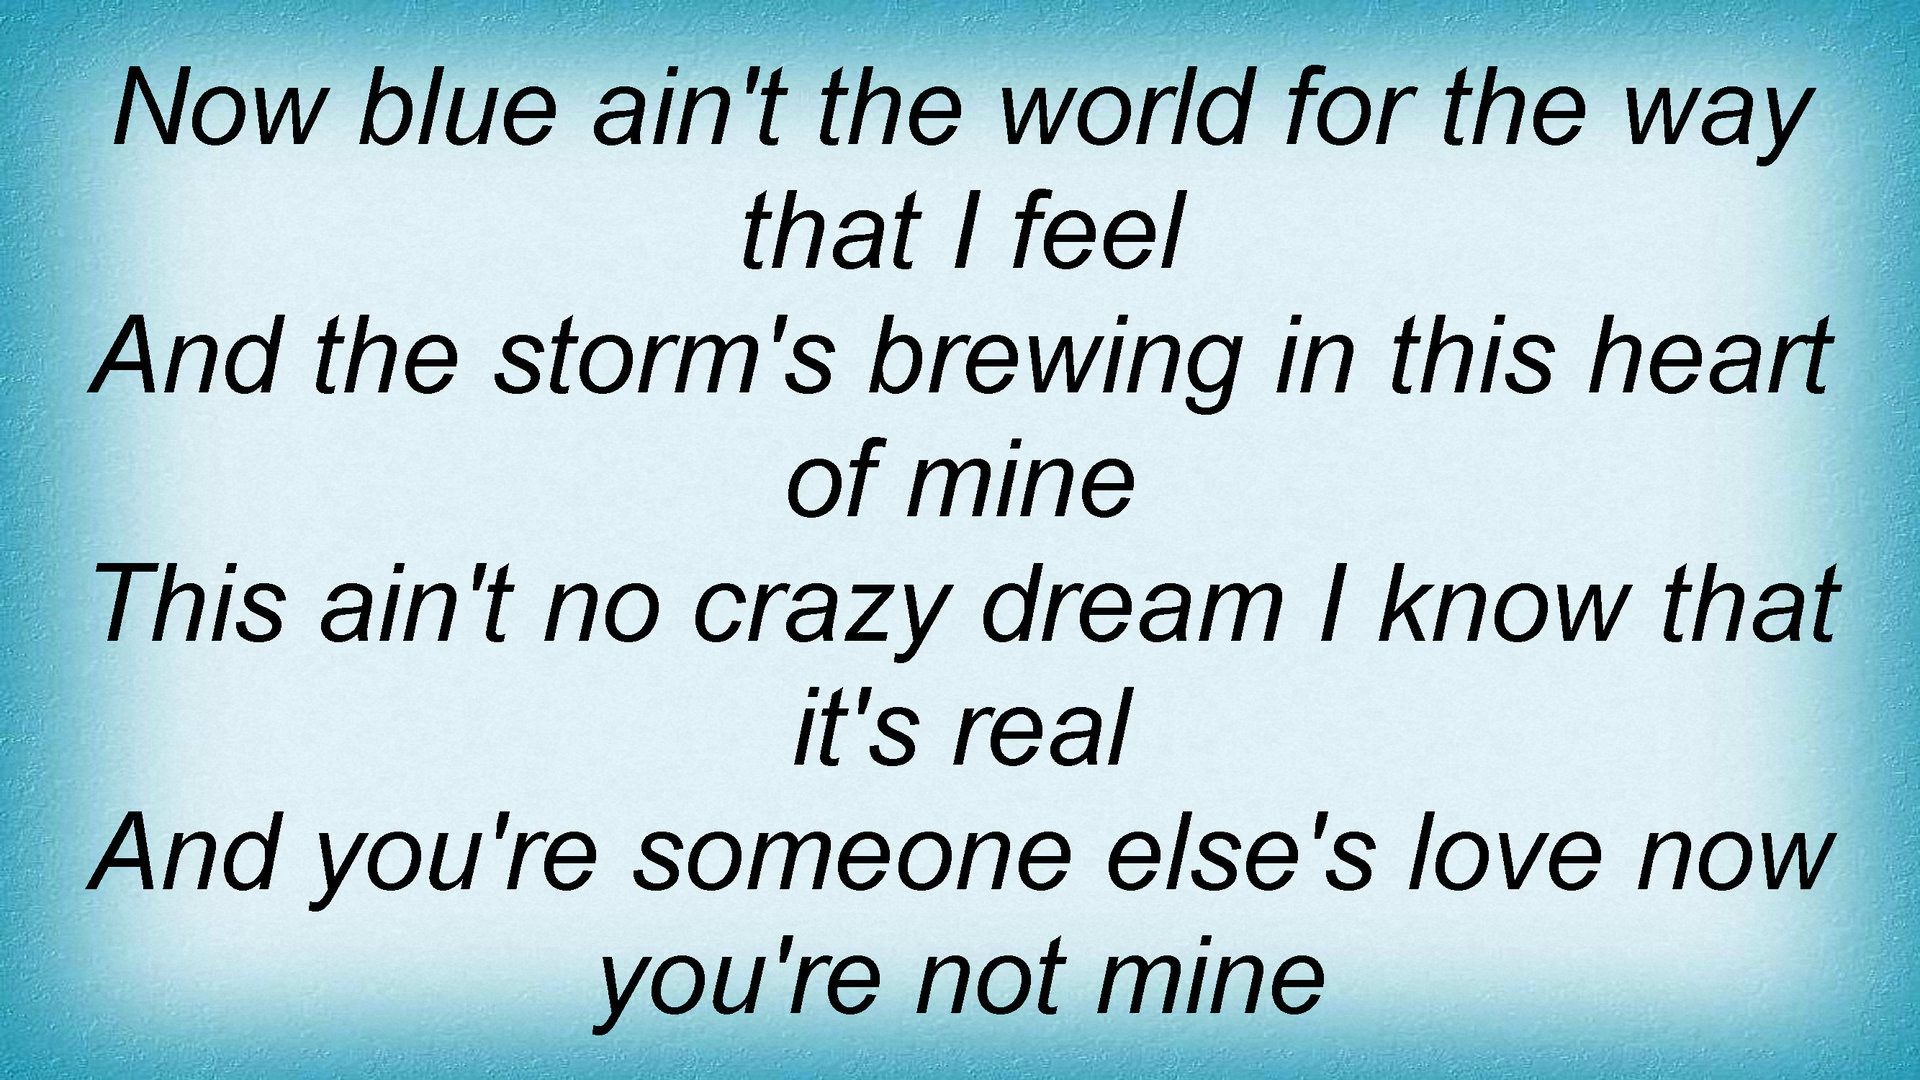 Now blue ain't the world for the way
that I feel
And the storm's brewing in this heart
of mine
This ain't no crazy dream I know that
it's real
And you're someone else's love now
you're not mine